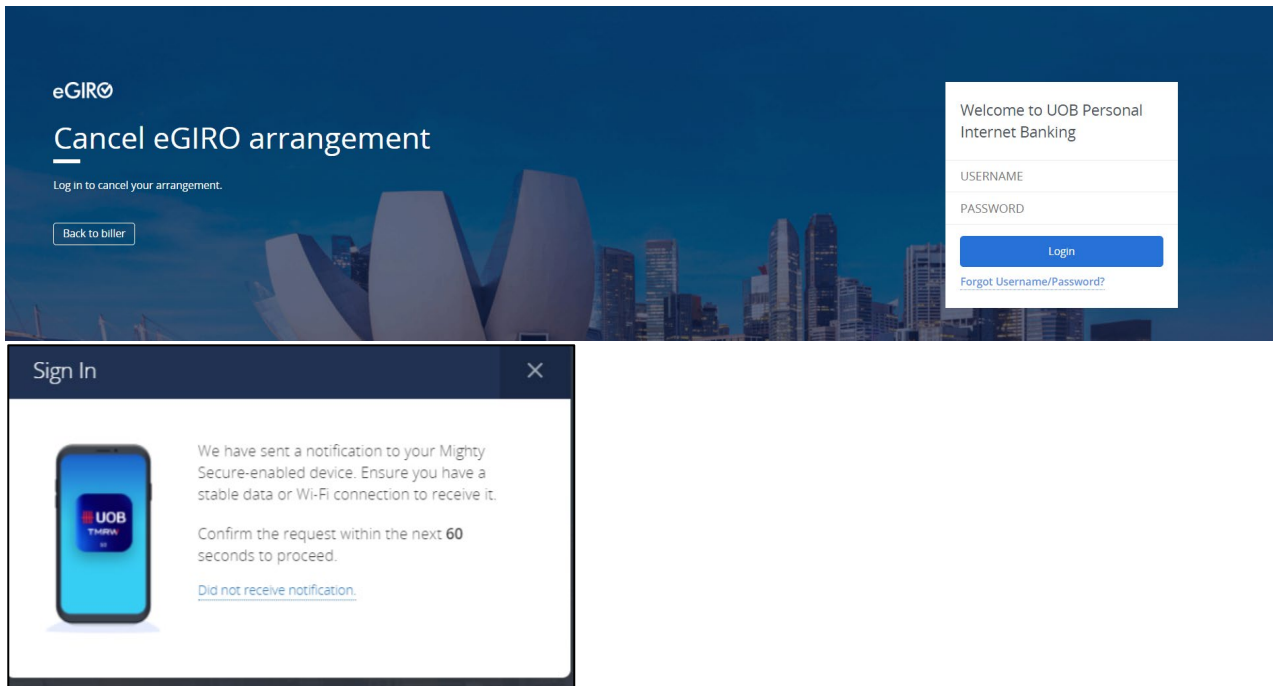 eGIRO
Cancel eGIRO arrangement
Log in to cancel your arrangement.
Back to biller
Welcome to UOB Personal
Internet Banking
USERNAME
PASSWORD
Login
Forgot Username/Password?
Sign In
We have sent a notification to your Mighty
Secure-enabled device. Ensure you have a
stable data or Wi-Fi connection to receive it.
Confirm the request within the next 60
seconds to proceed.
Did not receive notification.
UOB
TMRW